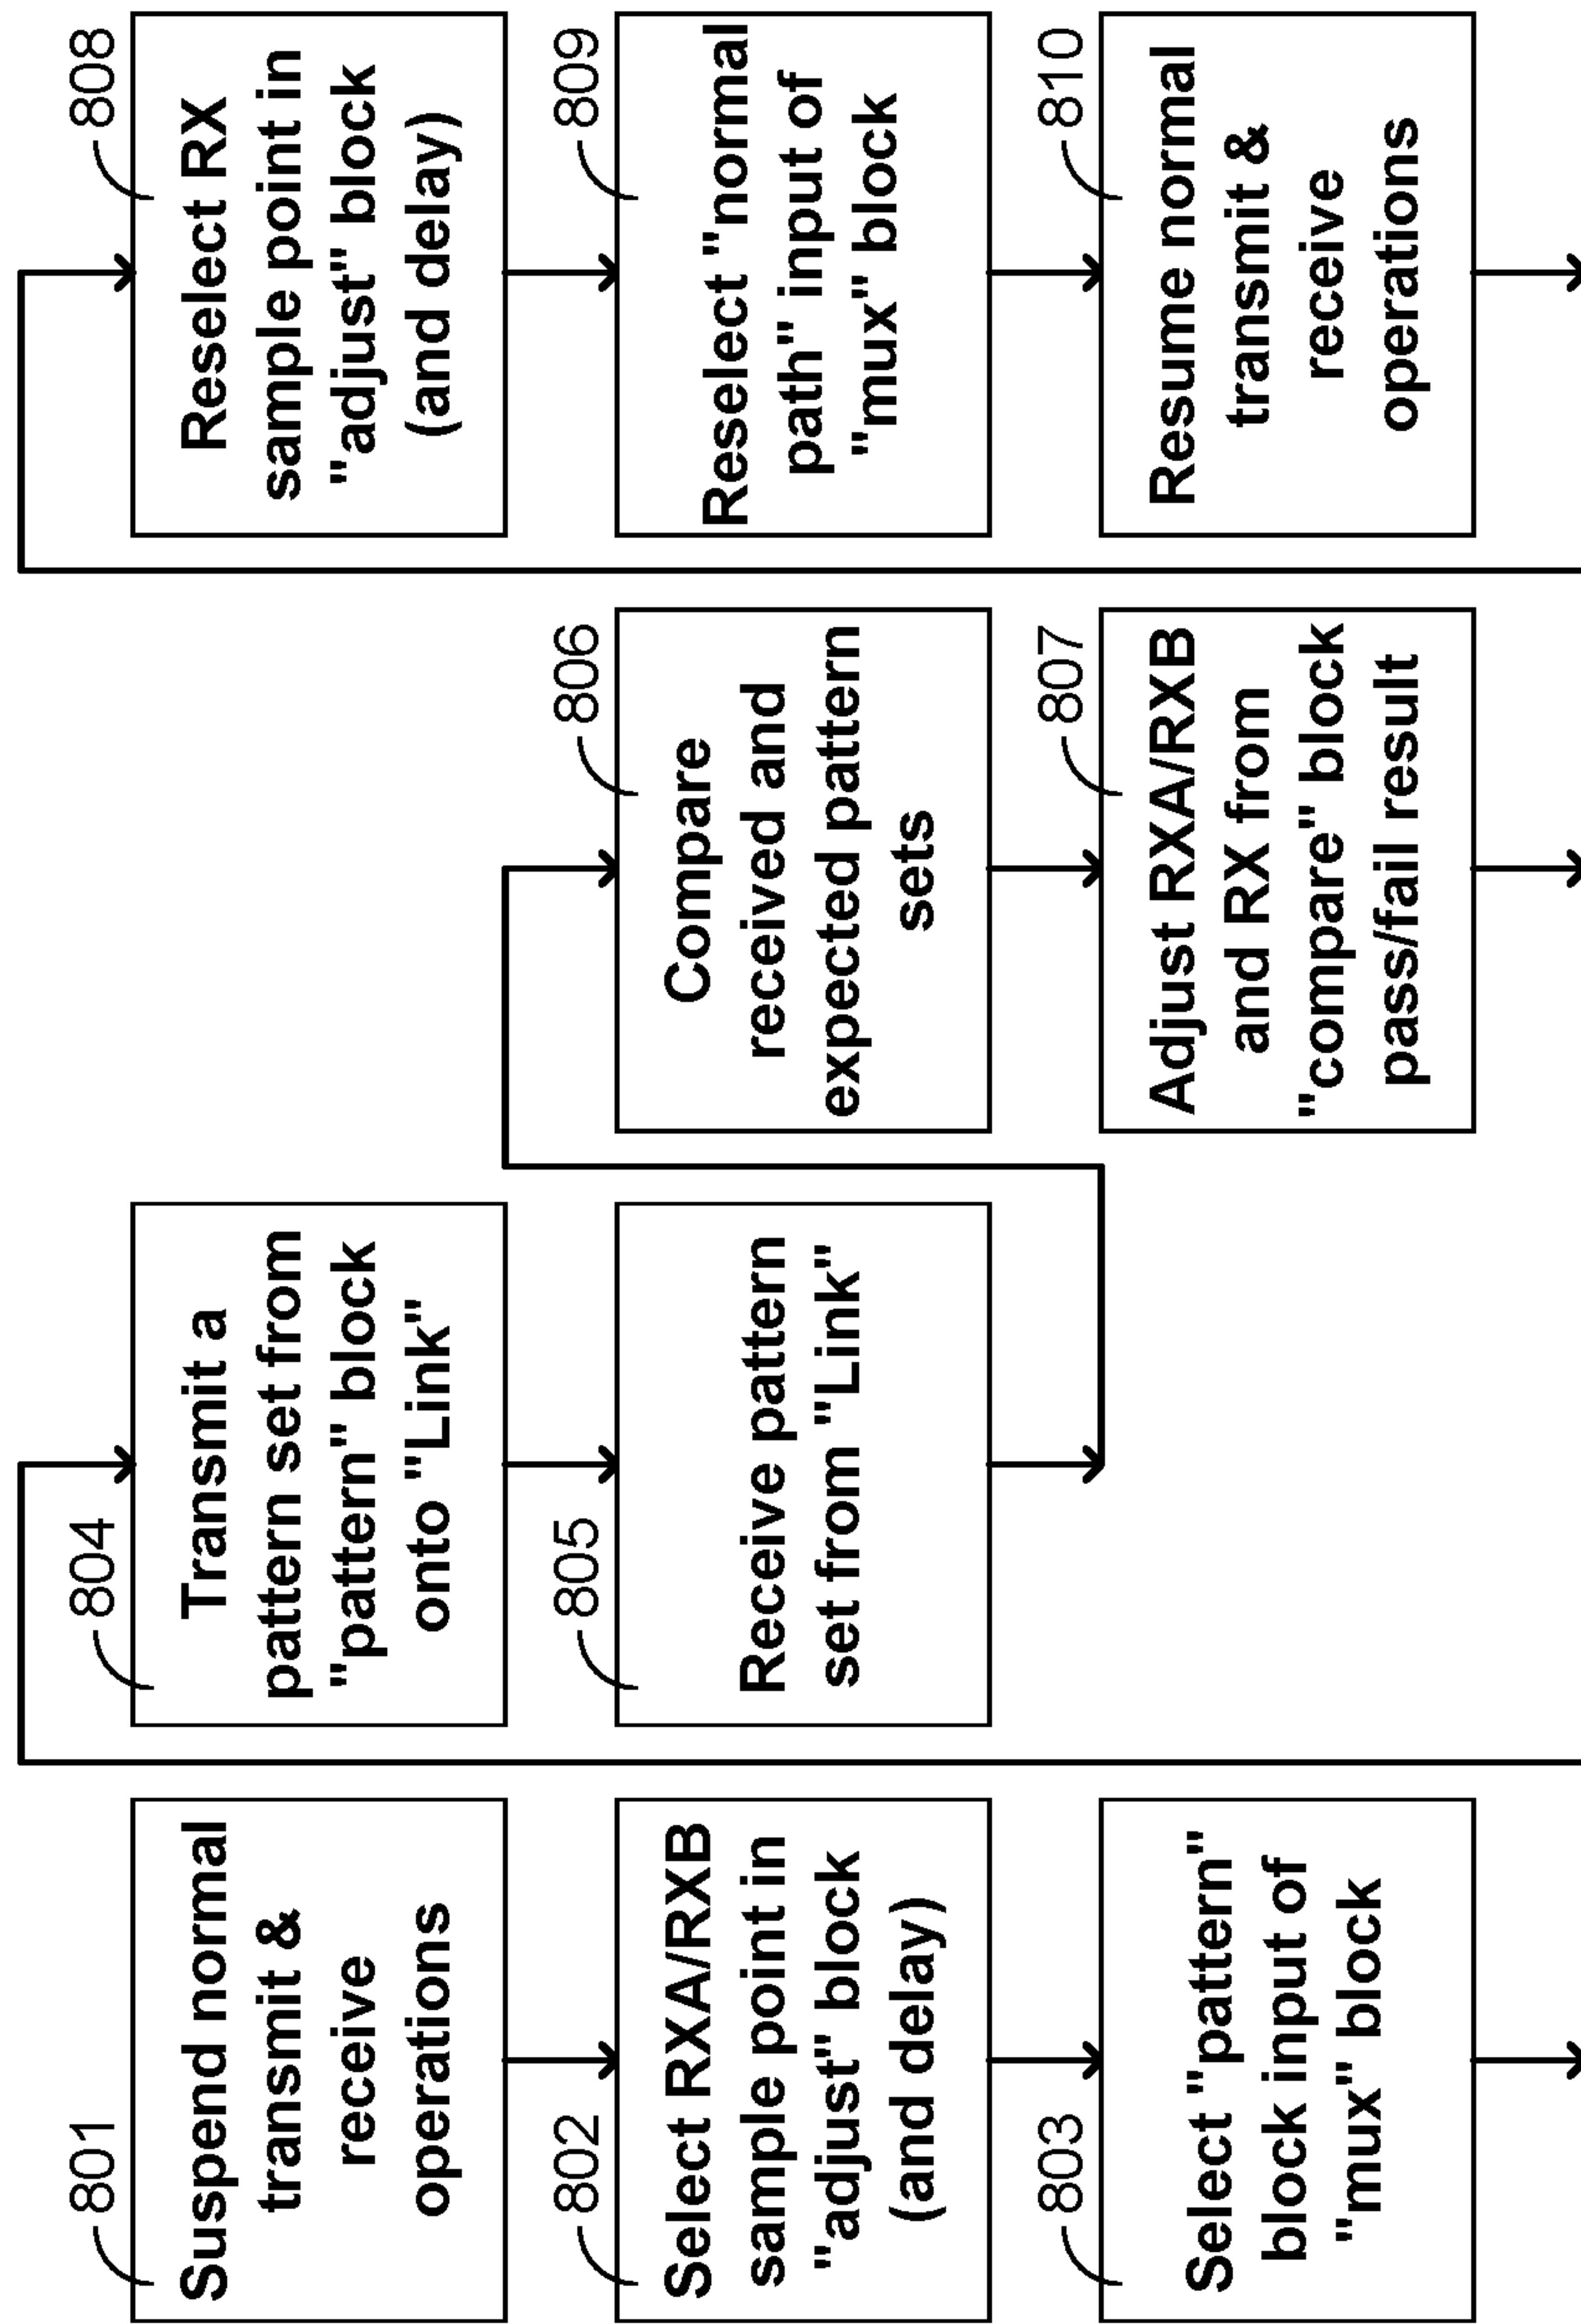 801
Suspend normal
transmit &
receive
operations
802
Select RXA/RXB
sample point in
"adjust" block
(and delay)
803
Select "pattern"
block input of
"mux" block
804
Transmit a
pattern set from
"pattern" block
onto "Link"
805
Receive pattern
set from "Link"
806
Compare
received and
expected pattern
sets
807
Adjust RXA/RXB
and RX from
"compare" block
pass/fail result
808
Reselect RX
sample point in
"adjust" block
(and delay)
809
Reselect "normal
path" input of
"mux" block
810
Resume normal
transmit &
receive
operations